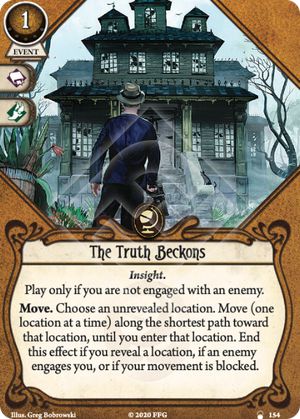 1
EVENT
The Truth Beckons
Insight.
Play only if you are not engaged with an enemy.
Move. Choose an unrevealed location. Move (one
location at a time) along the shortest path toward
that location, until you enter that location. End
this effect if you reveal a location, if an enemy
engages you, or if your movement is blocked.
Illus. Greg Bobrowski
© 2020 FFG
154